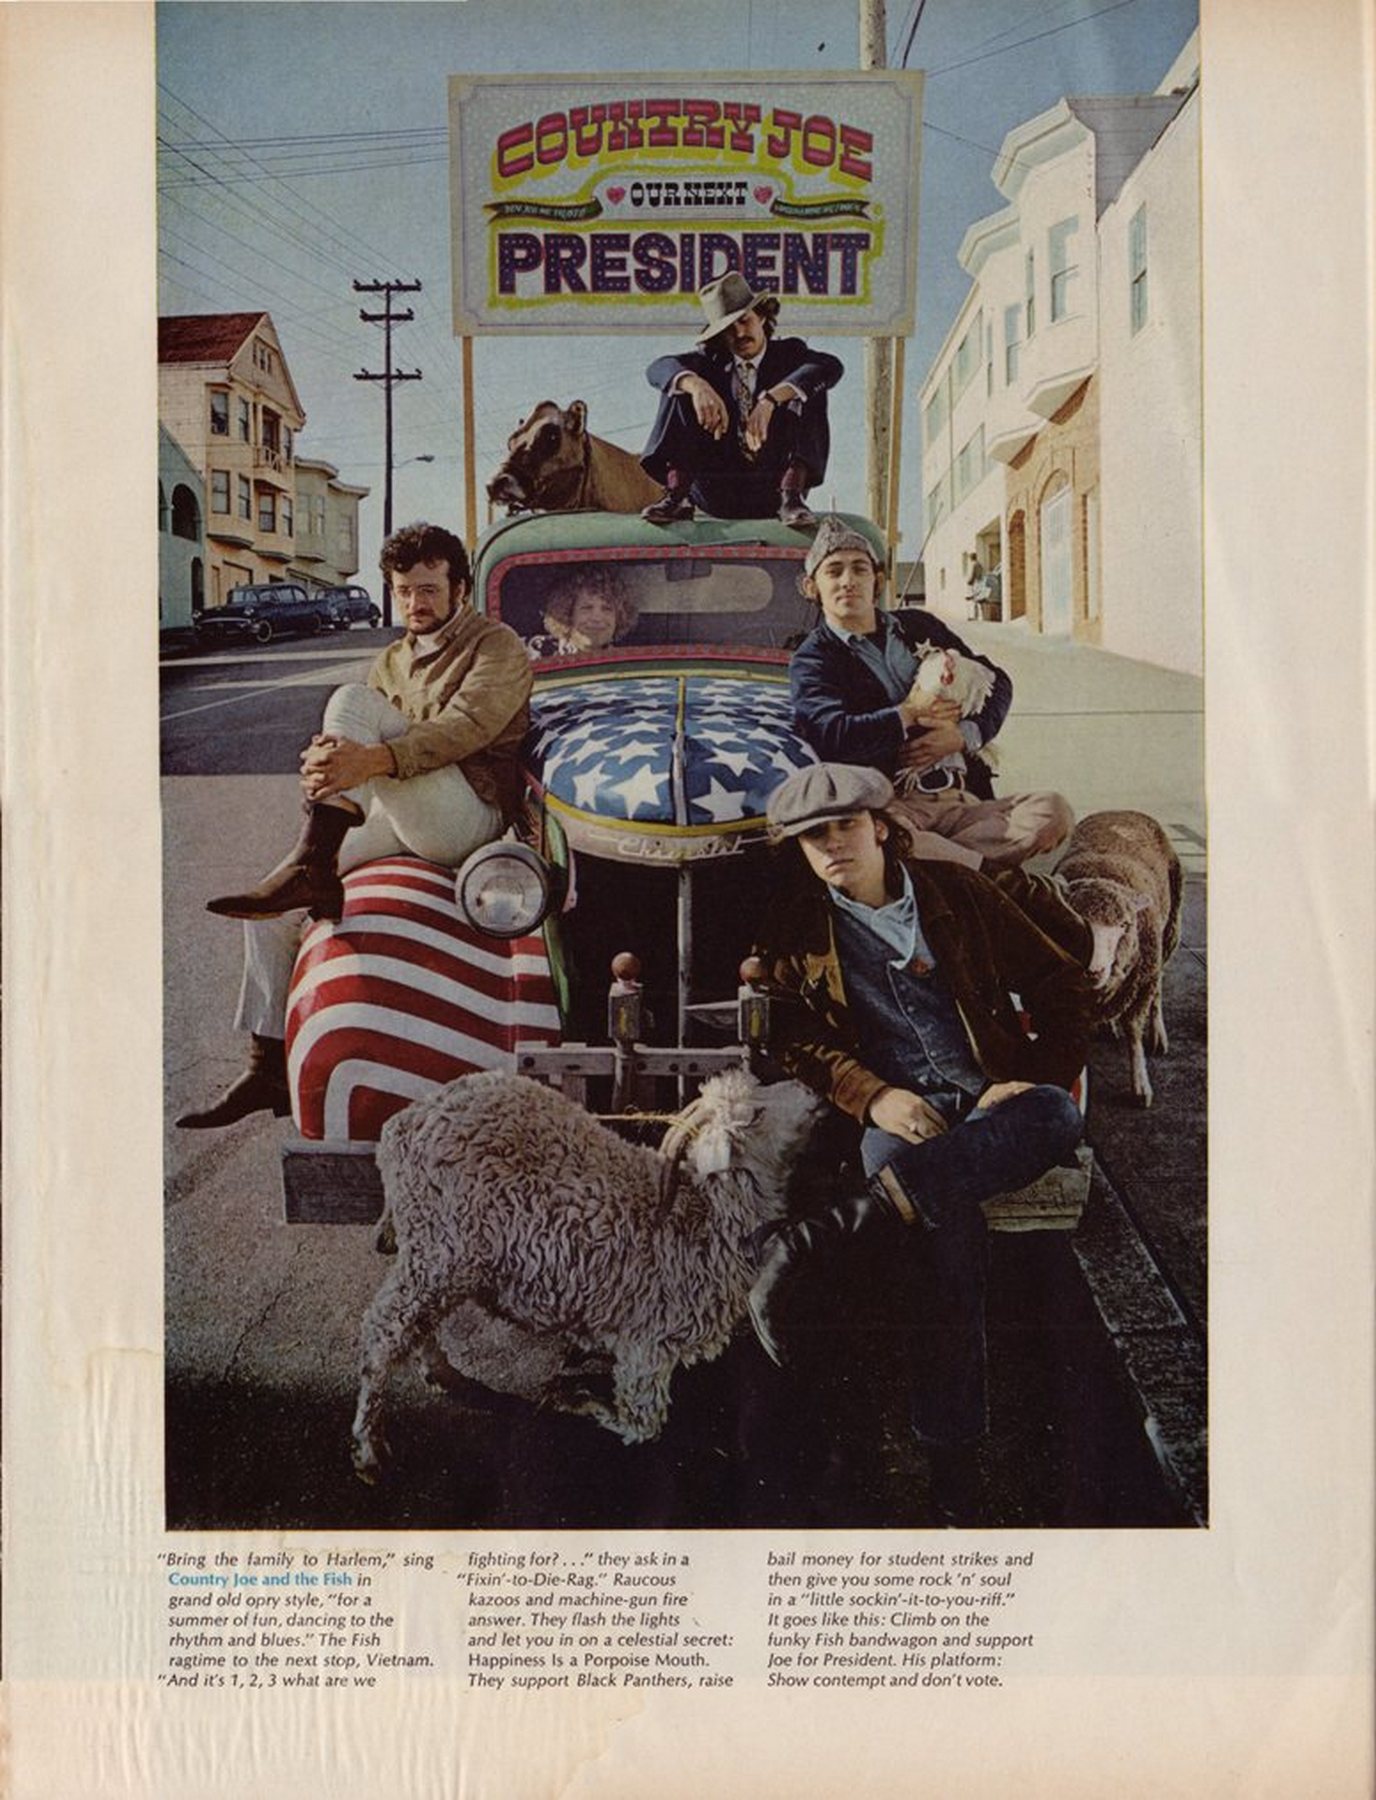 COUNTRY JOE
OUR NEXT
PRESIDENT
Chevrolet
"Bring the family to Harlem," sing
Country Joe and the Fish in
grand old opry style, "for a
summer of fun, dancing to the
rhythm and blues." The Fish
ragtime to the next stop, Vietnam.
"And it's 1, 2, 3 what are we
fighting for? . . ." they ask in a
"Fixin'-to-Die-Rag." Raucous
kazoos and machine-gun fire
answer. They flash the lights
and let you in on a celestial secret:
Happiness Is a Porpoise Mouth.
They support Black Panthers, raise
bail money for student strikes and
then give you some rock 'n' soul
in a "little sockin'-it-to-you-riff."
It goes like this: Climb on the
funky Fish bandwagon and support
Joe for President. His platform:
Show contempt and don't vote.